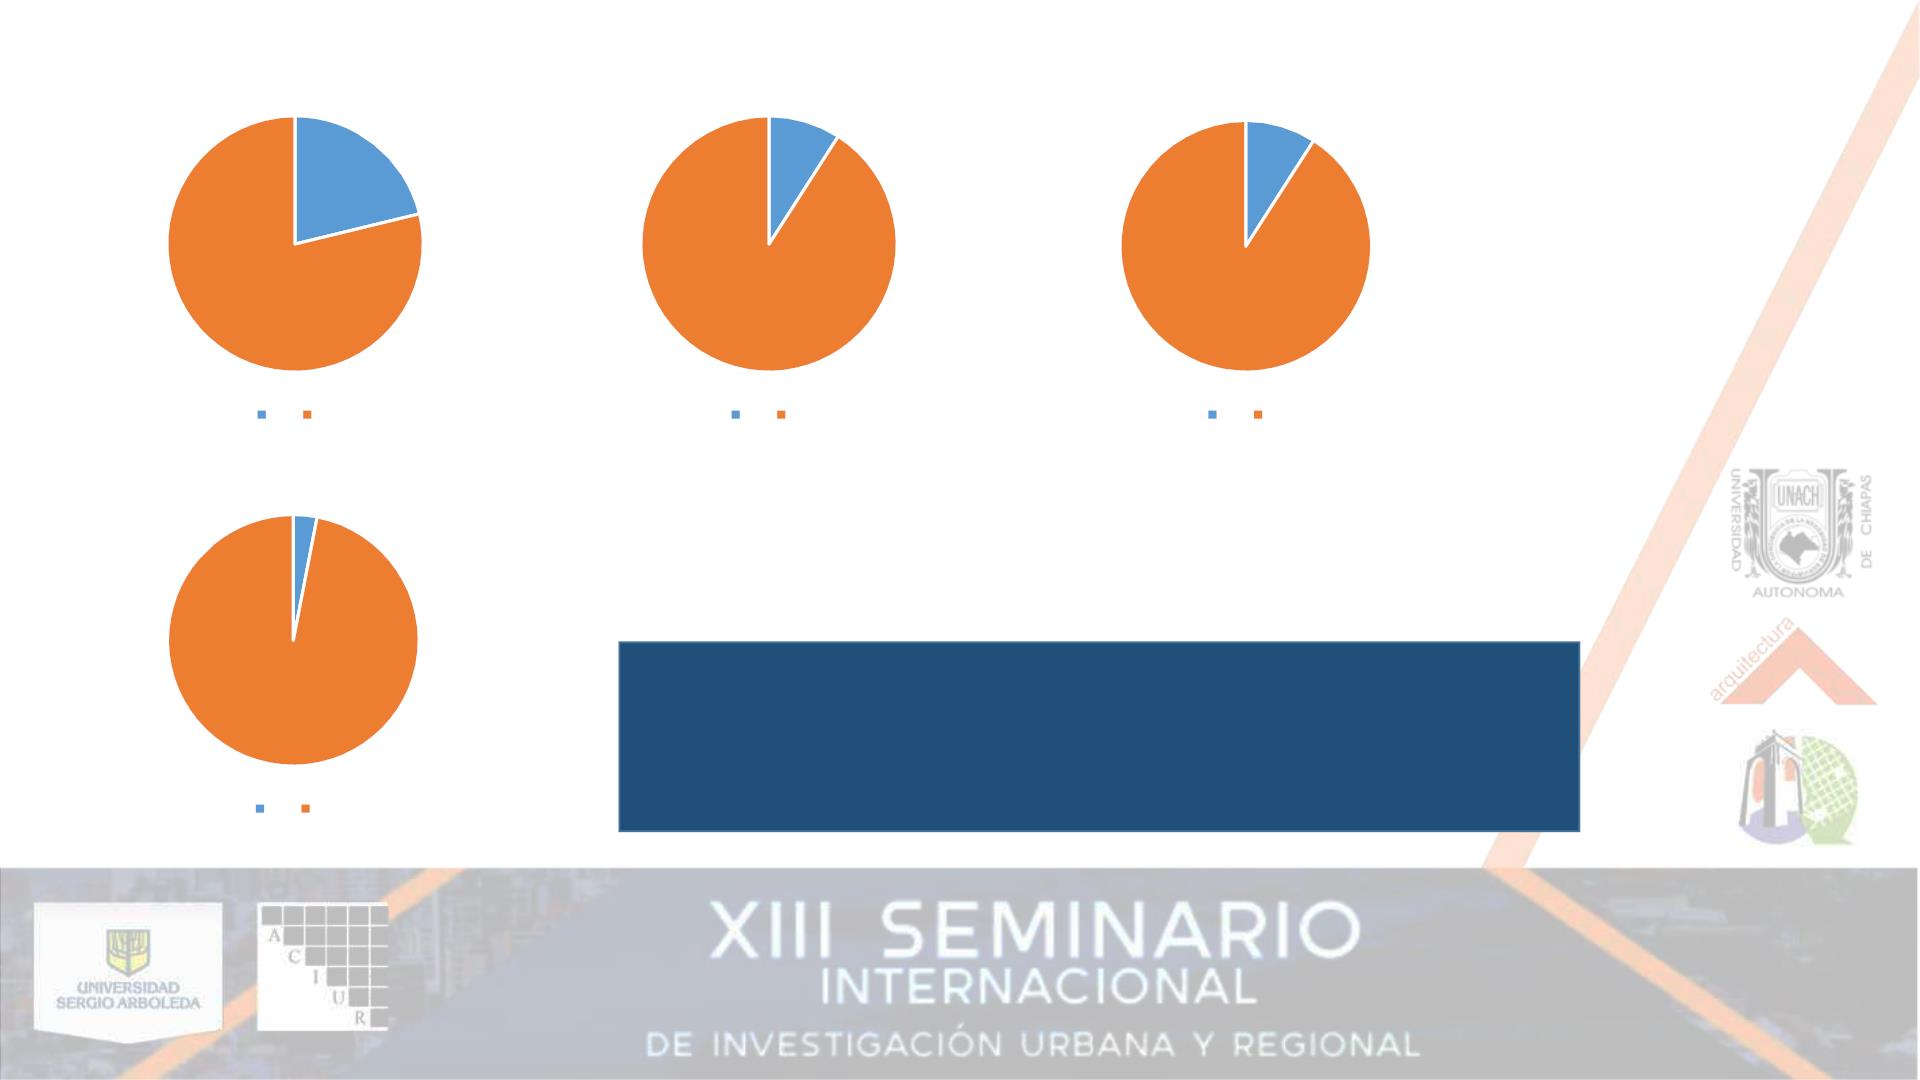 UNIVERSIDAD
UNACH
DE CHIAPAS
AUTONOMA
arquitectura
XIII SEMINARIO
INTERNACIONAL
DE INVESTIGACIÓN URBANA Y REGIONAL
UNIVERSIDAD
SERGIO ARBOLEDA
A
C
I
U
R